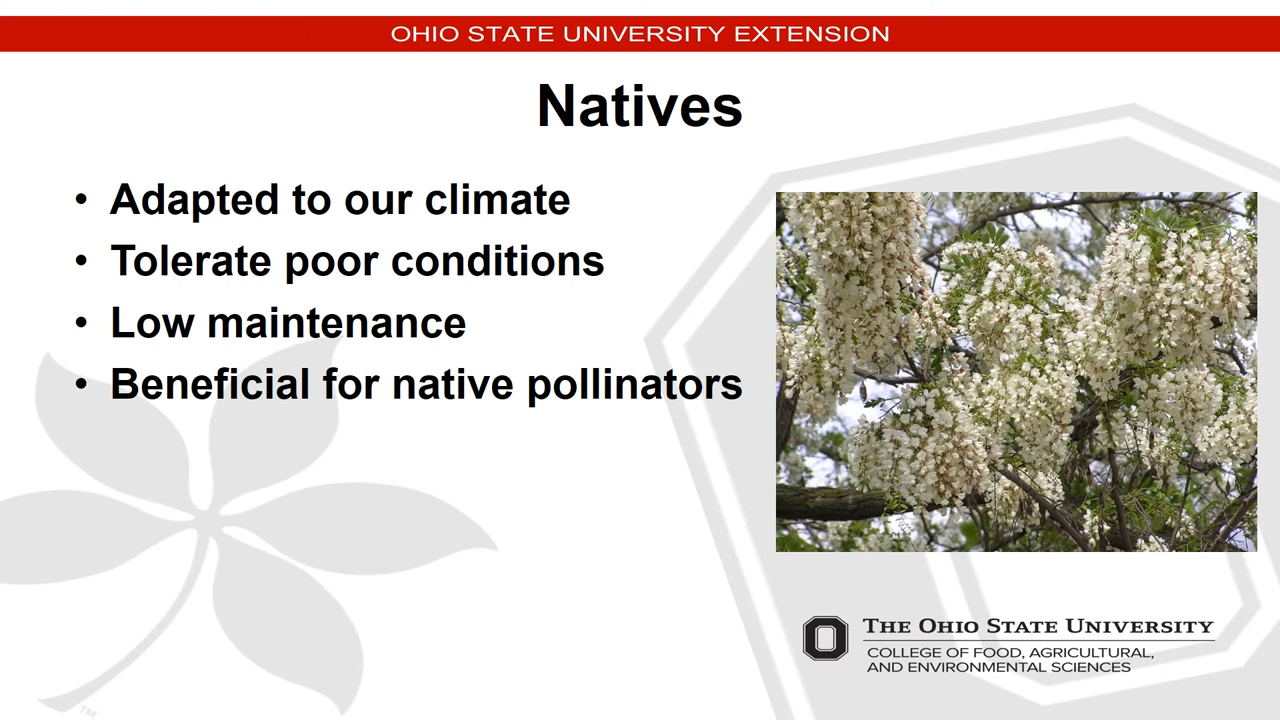 OHIO STATE UNIVERSITY EXTENSION
Natives
• Adapted to our climate
• Tolerate poor conditions
• Low maintenance
• Beneficial for native pollinators
THE OHIO STATE UNIVERSITY
COLLEGE OF FOOD, AGRICULTURAL,
AND ENVIRONMENTAL SCIENCES
TM